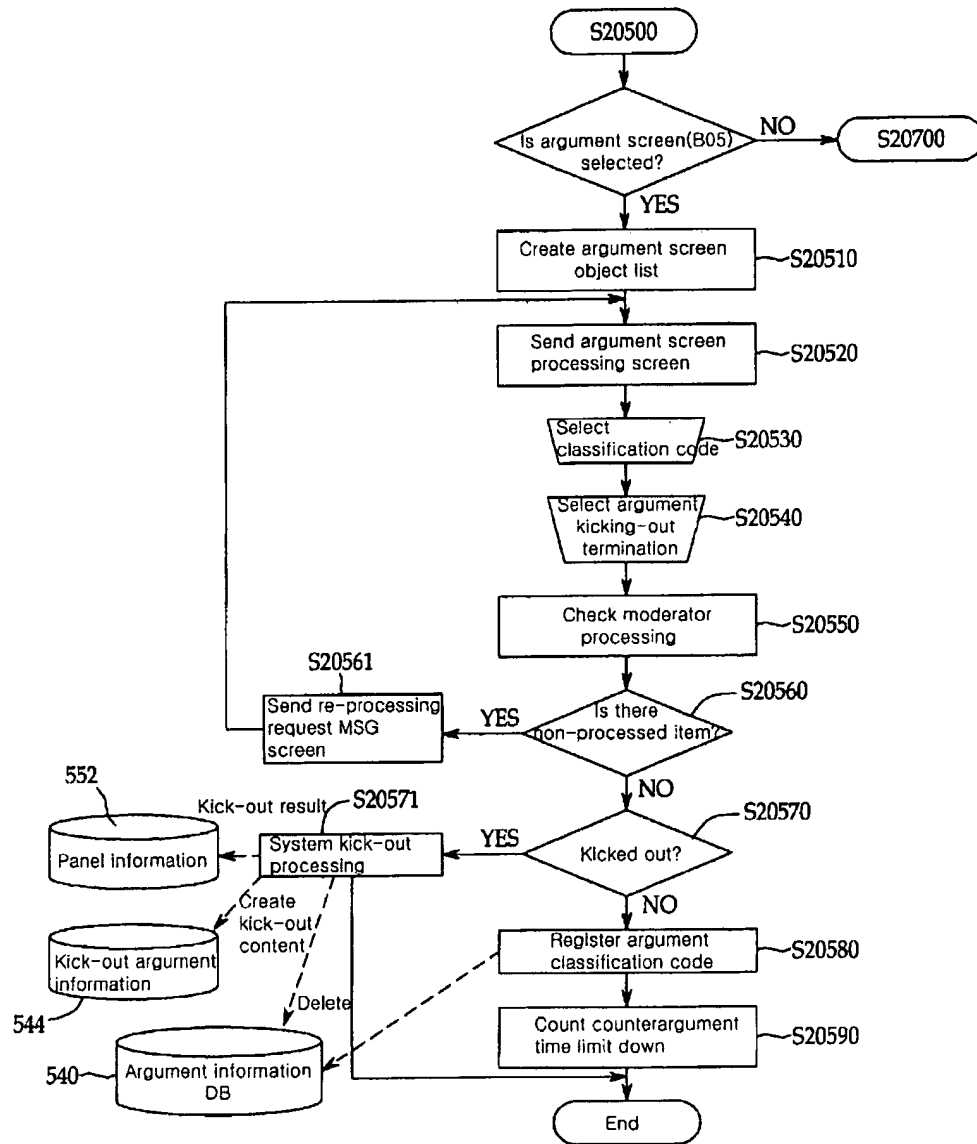 S20500
Is argument screen(B05)
selected?
NO
S20700
YES
Create argument screen
object list
S20510
Send argument screen
processing screen
S20520
Select
classification code
S20530
Select argument
kicking-out
termination
S20540
Check moderator
processing
S20550
S20561
Send re-processing
request MSG
screen
YES
Is there
non-processed item?
S20560
NO
552
Kick-out result
S20571
S20570
Panel information
System kick-out
processing
YES
Kicked out?
NO
Create
kick-out
content
Kick-out argument
information
544
Register argument
classification code
S20580
Delete
Count counterargument
time limit down
S20590
540
Argument information
DB
End